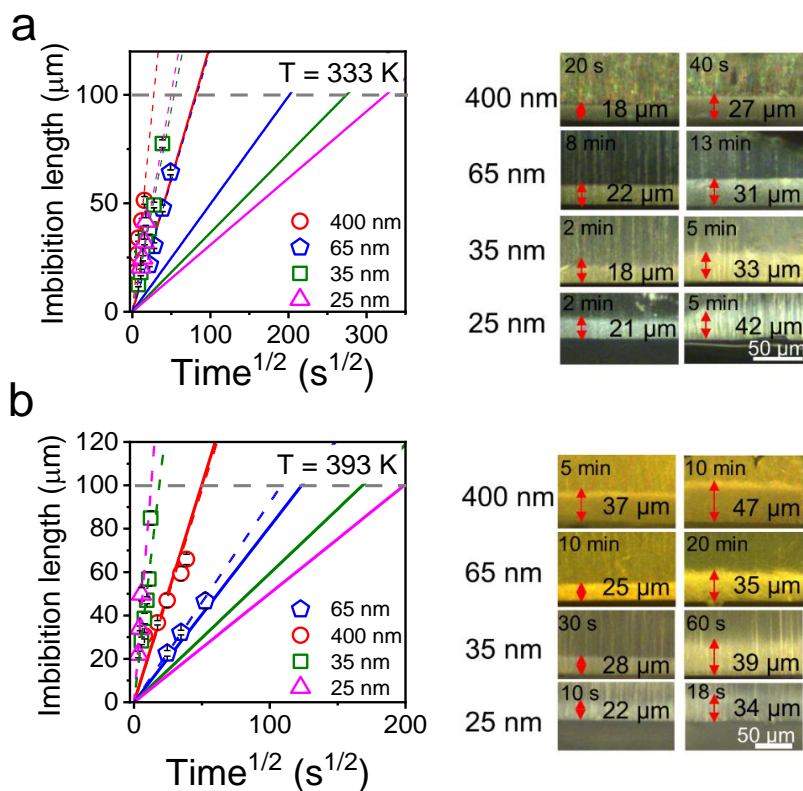 a
T = 333 K
Imbibition length (µm)
100
50
0
0 100 200 300
Time^1/2 (s^1/2)
400 nm
65 nm
35 nm
25 nm
400 nm
20 s
18 µm
40 s
27 µm
65 nm
8 min
22 µm
13 min
31 µm
35 nm
2 min
18 µm
5 min
33 µm
25 nm
2 min
21 µm
5 min
42 µm
50 µm
b
T = 393 K
Imbibition length (µm)
120
100
80
60
40
20
0
0 100 200
Time^1/2 (s^1/2)
65 nm
400 nm
35 nm
25 nm
400 nm
5 min
37 µm
10 min
47 µm
65 nm
10 min
25 µm
20 min
35 µm
35 nm
30 s
28 µm
60 s
39 µm
25 nm
10 s
22 µm
18 s
34 µm
50 µm